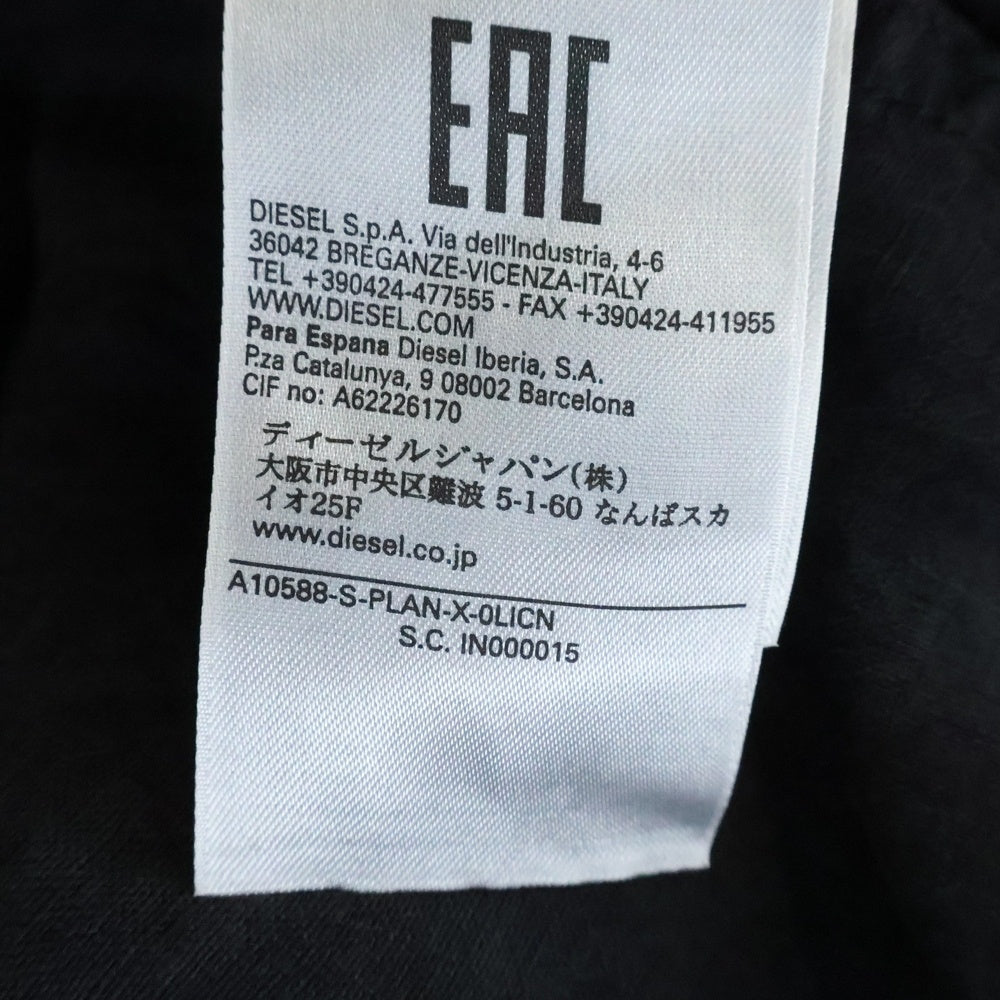 EAC
DIESEL S.p.A. Via dell'Industria, 4-6
36042 BREGANZE-VICENZA-ITALY
TEL +390424-477555 - FAX +390424-411955
WWW.DIESEL.COM
Para Espana Diesel Iberia, S.A.
P.za Catalunya, 9 08002 Barcelona
CIF no: A62226170
ディーゼルジャパン(株)
大阪市中央区難波 5-1-60 なんばスカ
イオ25F
www.diesel.co.jp
A10588-S-PLAN-X-0LICN
S.C. IN000015